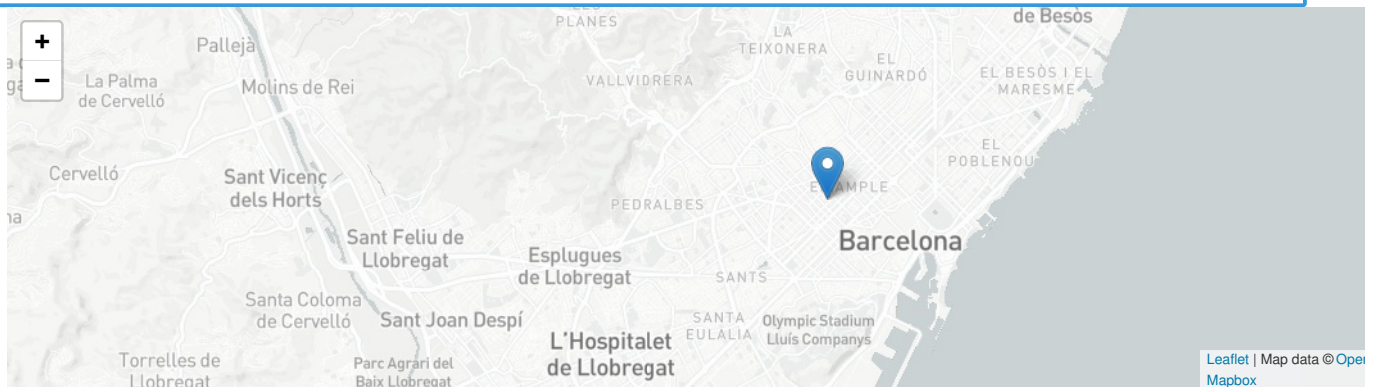 +
−
LES
PLANES
de Besòs
Pallejà
LA
TEIXONERA
EL
GUINARDÓ
VALLVIDRERA
EL BESÒS I EL
MARESME
La Palma
de Cervelló
Molins de Rei
EL
POBLENOU
Cervelló
Sant Vicenç
dels Horts
PEDRALBES
Barcelona
Sant Feliu de
Llobregat
Esplugues
de Llobregat
SANTS
Santa Coloma
de Cervelló
Sant Joan Despí
SANTA
EULÀLIA
Olympic Stadium
Lluís Companys
L'Hospitalet
de Llobregat
Torrelles de
Llobregat
Parc Agrari del
Baix Llobregat
Leaflet | Map data © Oper
Mapbox